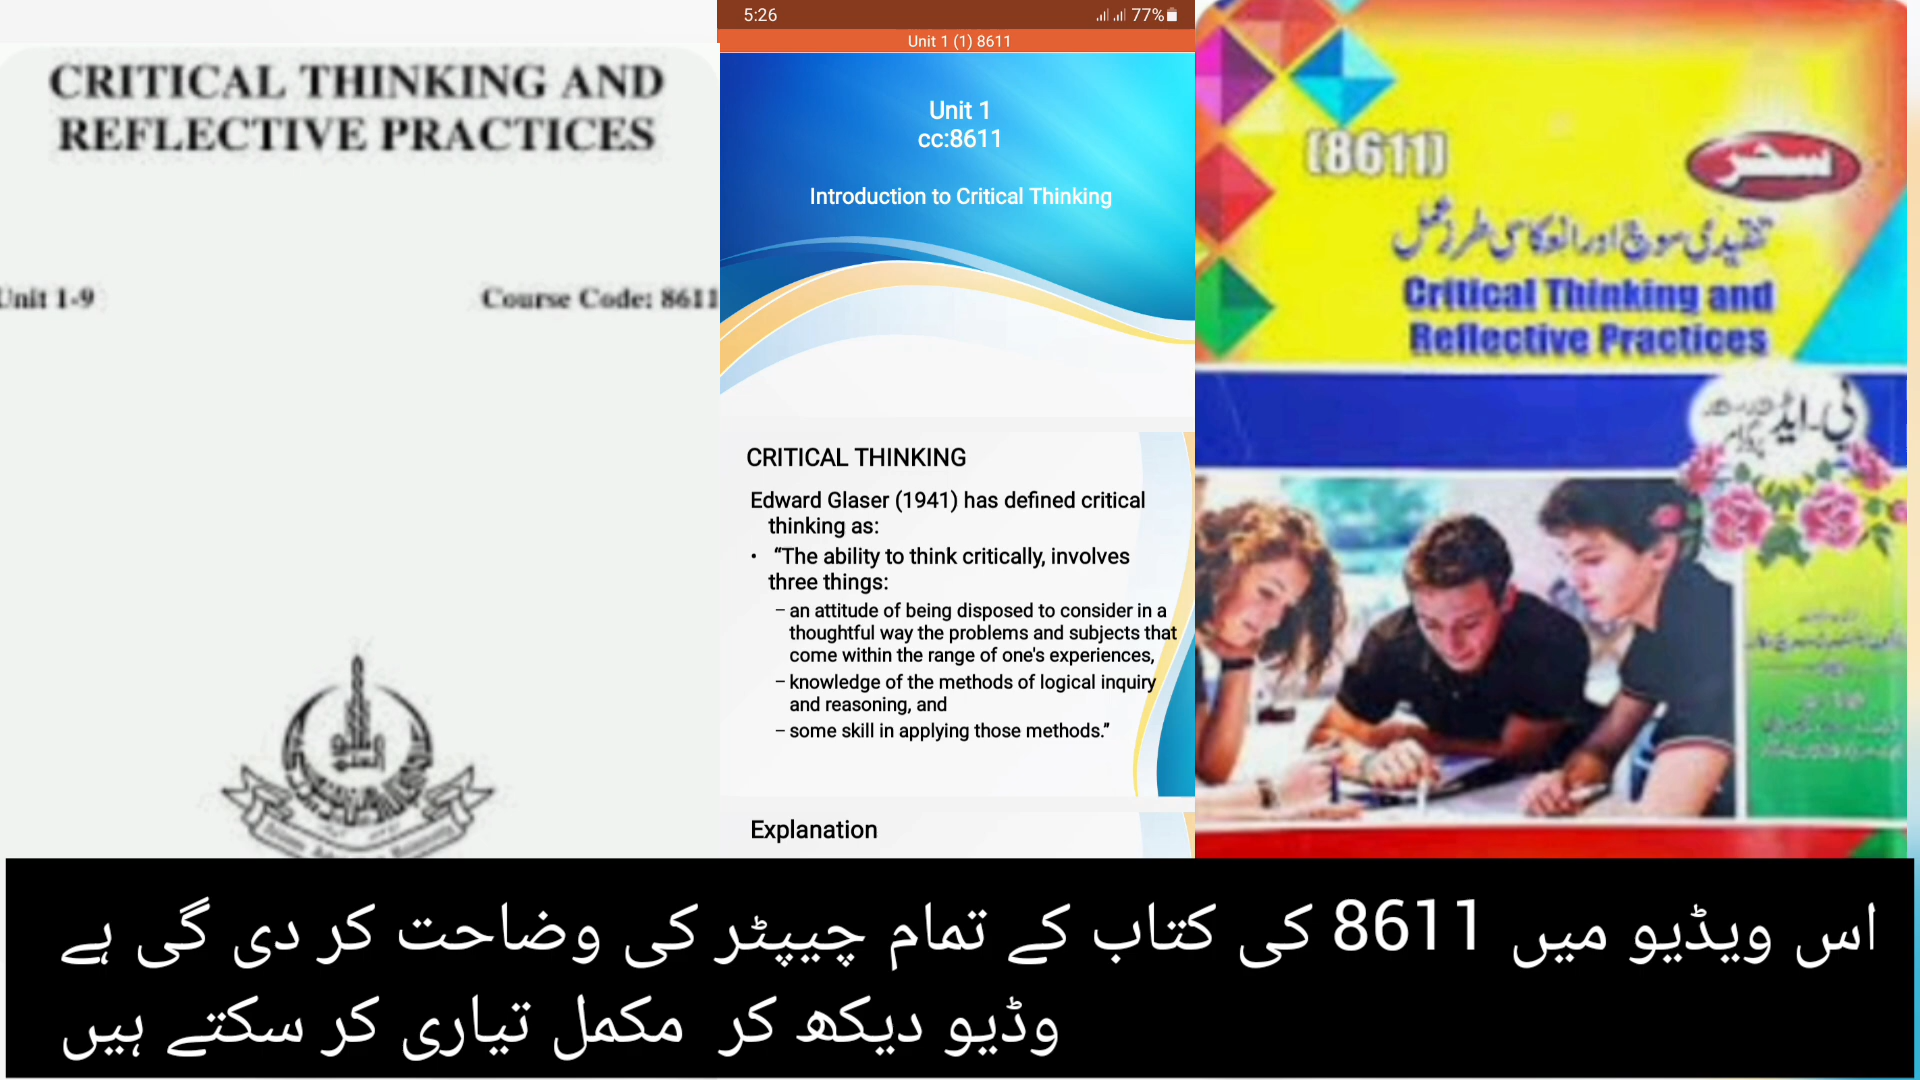 CRITICAL THINKING AND
REFLECTIVE PRACTICES
Unit 1-9
Course Code: 8611
5:26
77%
Unit 1 (1) 8611
Unit 1
cc:8611
Introduction to Critical Thinking
CRITICAL THINKING
Edward Glaser (1941) has defined critical
thinking as:
• “The ability to think critically, involves
three things:
– an attitude of being disposed to consider in a
thoughtful way the problems and subjects that
come within the range of one's experiences,
– knowledge of the methods of logical inquiry
and reasoning, and
– some skill in applying those methods.”
Explanation
(8611)
سحر
تنقیدی سوچ اور انعکاسی طرز عمل
Critical Thinking and
Reflective Practices
بی۔ایڈ
اس ویڈیو میں 8611 کی کتاب کے تمام چیپٹر کی وضاحت کر دی گی ہے
وڈیو دیکھ کر مکمل تیاری کر سکتے ہیں